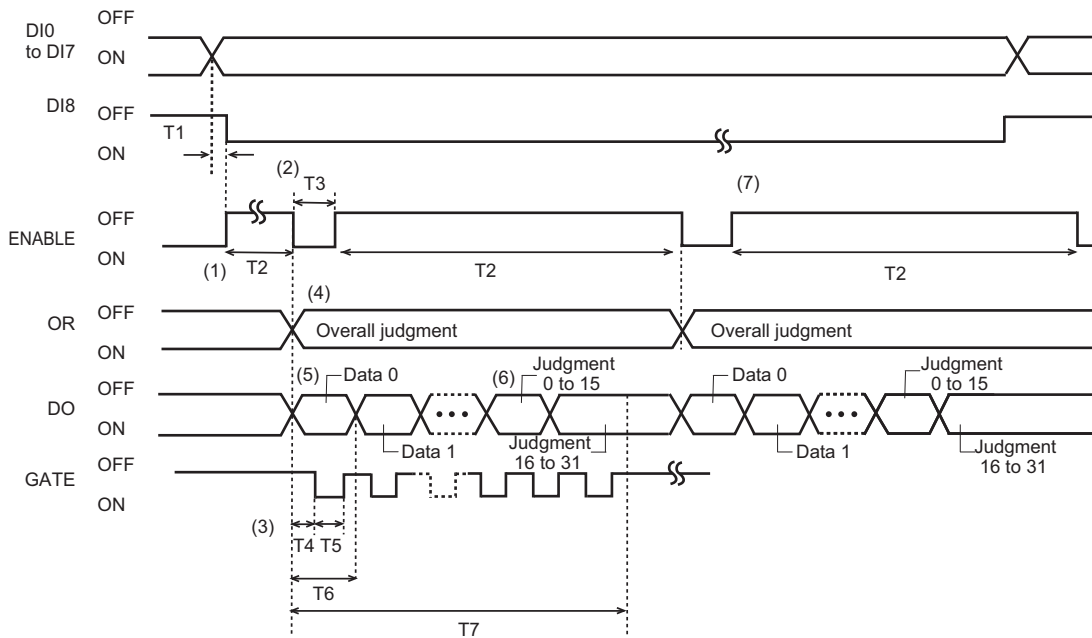 DI0
to DI7
OFF
ON
DI8
OFF
ON
T1
(2)
T3
(7)
ENABLE
OFF
ON
(1)
T2
T2
T2
OR
OFF
ON
(4)
Overall judgment
Overall judgment
DO
OFF
ON
(5)
Data 0
Data 1
(6)
Judgment
0 to 15
Judgment
16 to 31
Data 0
Data 1
Judgment
0 to 15
Judgment
16 to 31
GATE
OFF
ON
(3)
T4
T5
T6
T7